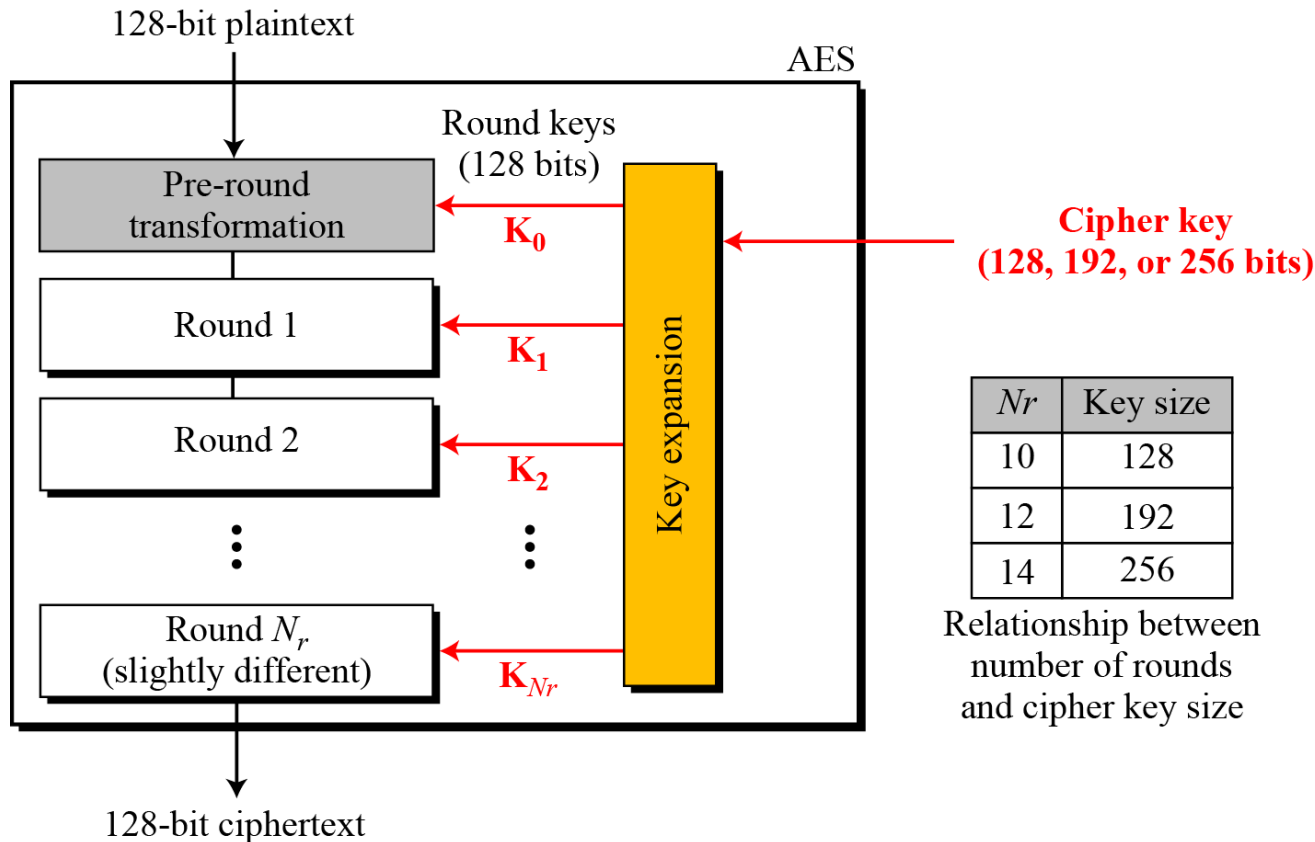 128-bit plaintext
AES
Round keys
(128 bits)
Pre-round
transformation
K0
Cipher key
(128, 192, or 256 bits)
Round 1
K1
Key expansion
Round 2
K2
Nr Key size
10 128
12 192
14 256
Relationship between
number of rounds
and cipher key size
Round Nr
(slightly different)
KNr
128-bit ciphertext